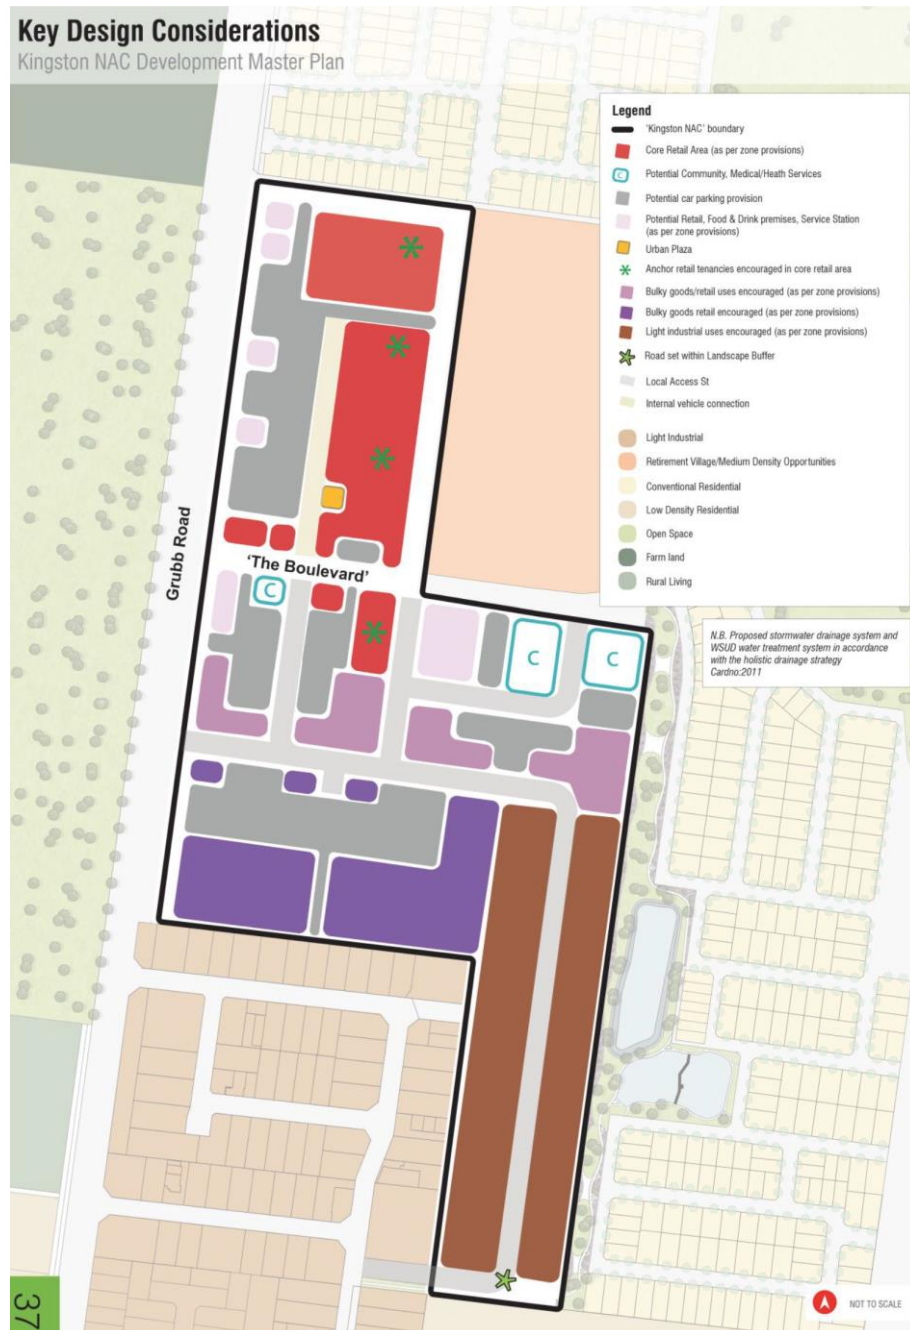 Key Design Considerations
Kingston NAC Development Master Plan
Legend
'Kingston NAC' boundary
Core Retail Area (as per zone provisions)
C
Potential Community, Medical/Heath Services
Potential car parking provision
Potential Retail, Food & Drink premises, Service Station
(as per zone provisions)
Urban Plaza
Anchor retail tenancies encouraged in core retail area
Bulky goods/retail uses encouraged (as per zone provisions)
Bulky goods retail encouraged (as per zone provisions)
Light industrial uses encouraged (as per zone provisions)
Road set within Landscape Buffer
Local Access St
Internal vehicle connection
Light Industrial
Retirement Village/Medium Density Opportunities
Conventional Residential
Low Density Residential
Open Space
Farm land
Rural Living
Grubb Road
'The Boulevard'
C
C
C
N.B. Proposed stormwater drainage system and
WSUD water treatment system in accordance
with the holistic drainage strategy
Cardno:2011
37
NOT TO SCALE